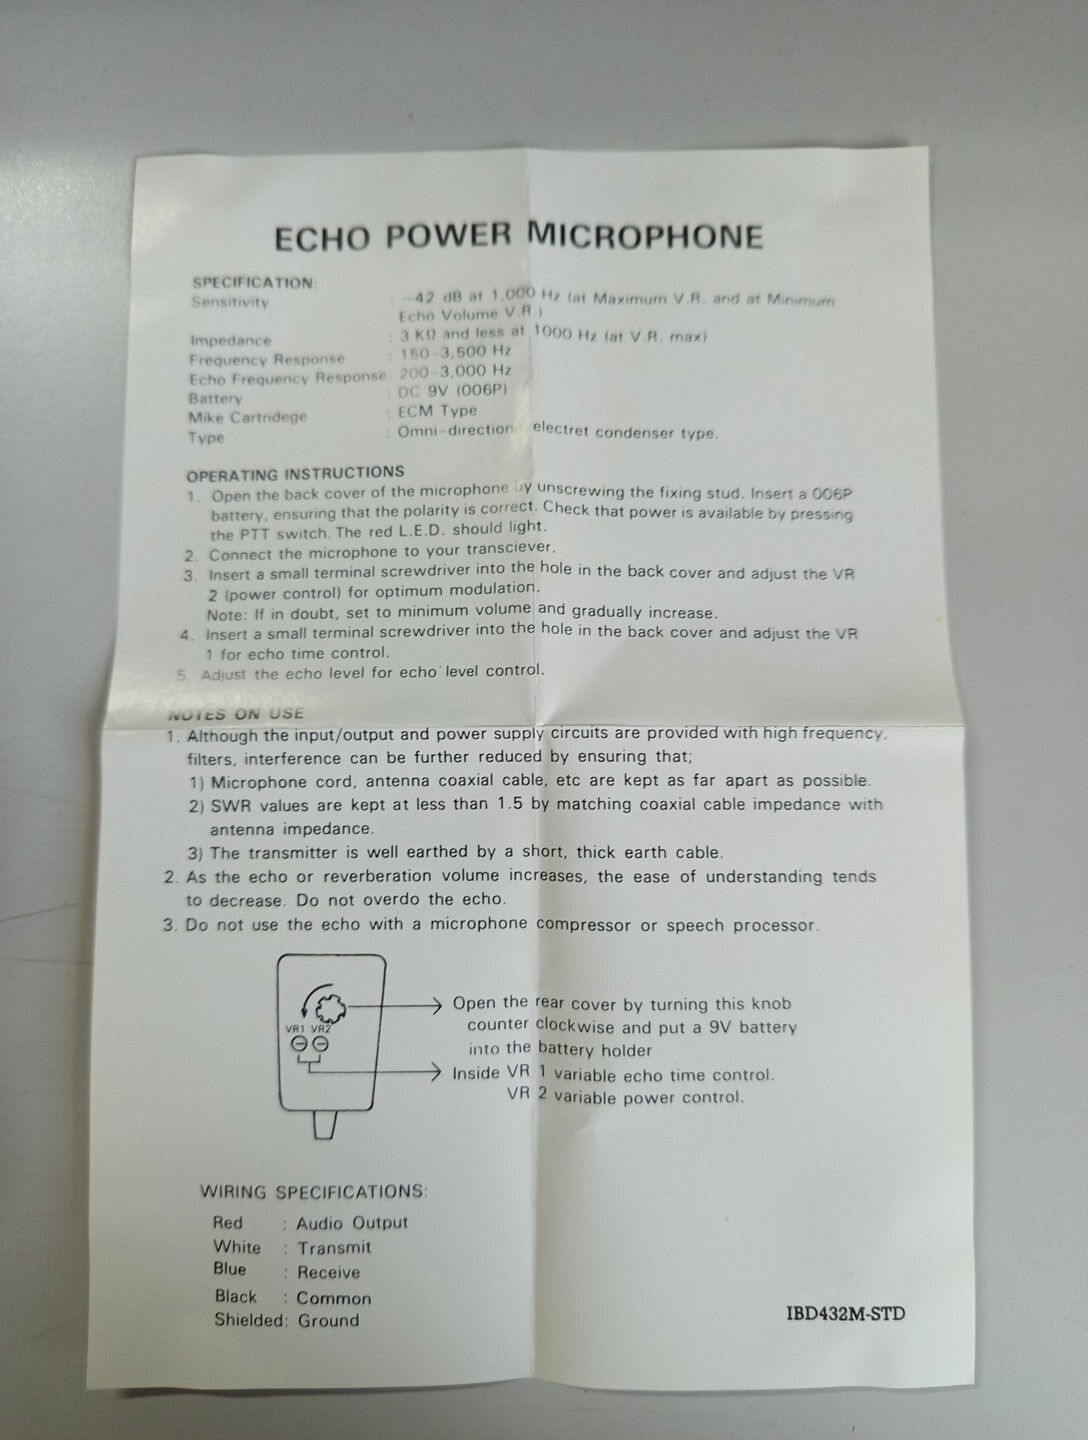 ECHO POWER MICROPHONE
SPECIFICATION:
Sensitivity : -42 dB at 1,000 Hz (at Maximum V.R. and at Minimum
Echo Volume V.R.)
Impedance : 3 KΩ and less at 1000 Hz (at V.R. max)
Frequency Response : 150-3,500 Hz
Echo Frequency Response : 200-3,000 Hz
Battery : DC 9V (006P)
Mike Cartridege : ECM Type
Type : Omni-direction electret condenser type.
OPERATING INSTRUCTIONS
1. Open the back cover of the microphone by unscrewing the fixing stud. Insert a 006P
battery, ensuring that the polarity is correct. Check that power is available by pressing
the PTT switch. The red L.E.D. should light.
2. Connect the microphone to your transciever.
3. Insert a small terminal screwdriver into the hole in the back cover and adjust the VR
2 (power control) for optimum modulation.
Note: If in doubt, set to minimum volume and gradually increase.
4. Insert a small terminal screwdriver into the hole in the back cover and adjust the VR
1 for echo time control.
5. Adjust the echo level for echo level control.
NOTES ON USE
1. Although the input/output and power supply circuits are provided with high frequency,
filters, interference can be further reduced by ensuring that;
1) Microphone cord, antenna coaxial cable, etc are kept as far apart as possible.
2) SWR values are kept at less than 1.5 by matching coaxial cable impedance with
antenna impedance.
3) The transmitter is well earthed by a short, thick earth cable.
2. As the echo or reverberation volume increases, the ease of understanding tends
to decrease. Do not overdo the echo.
3. Do not use the echo with a microphone compressor or speech processor.
Open the rear cover by turning this knob
counter clockwise and put a 9V battery
into the battery holder
VR1 VR2
Inside VR 1 variable echo time control.
VR 2 variable power control.
WIRING SPECIFICATIONS:
Red : Audio Output
White : Transmit
Blue : Receive
Black : Common
Shielded: Ground
IBD432M-STD